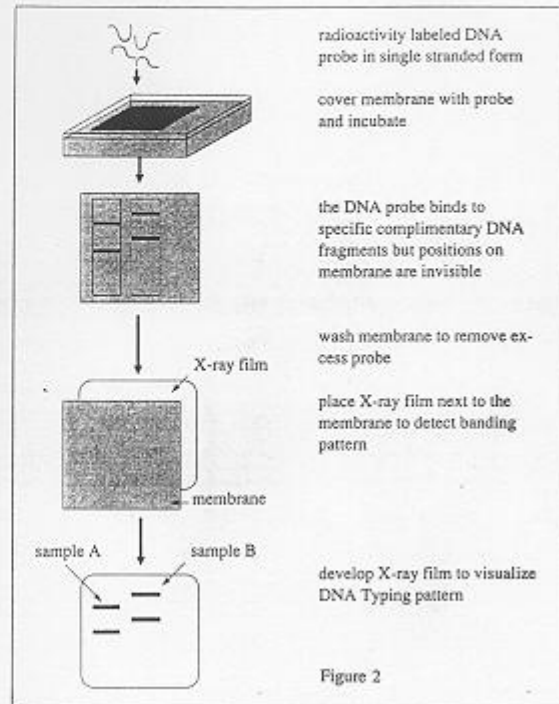 radioactivity labeled DNA
probe in single stranded form
cover membrane with probe
and incubate
the DNA probe binds to
specific complimentary DNA
fragments but positions on
membrane are invisible
wash membrane to remove ex-
cess probe
X-ray film
place X-ray film next to the
membrane to detect banding
pattern
membrane
sample A
sample B
develop X-ray film to visualize
DNA Typing pattern
Figure 2